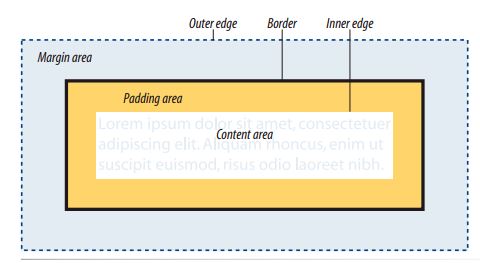 Outer edge Border Inner edge
Margin area
Padding area
Lorem ipsum dolor sit amet, consectetuer
Content area
adipiscing elit. Aliquam rhoncus, enim ut
suscipit euismod, risus odio laoreet nibh.